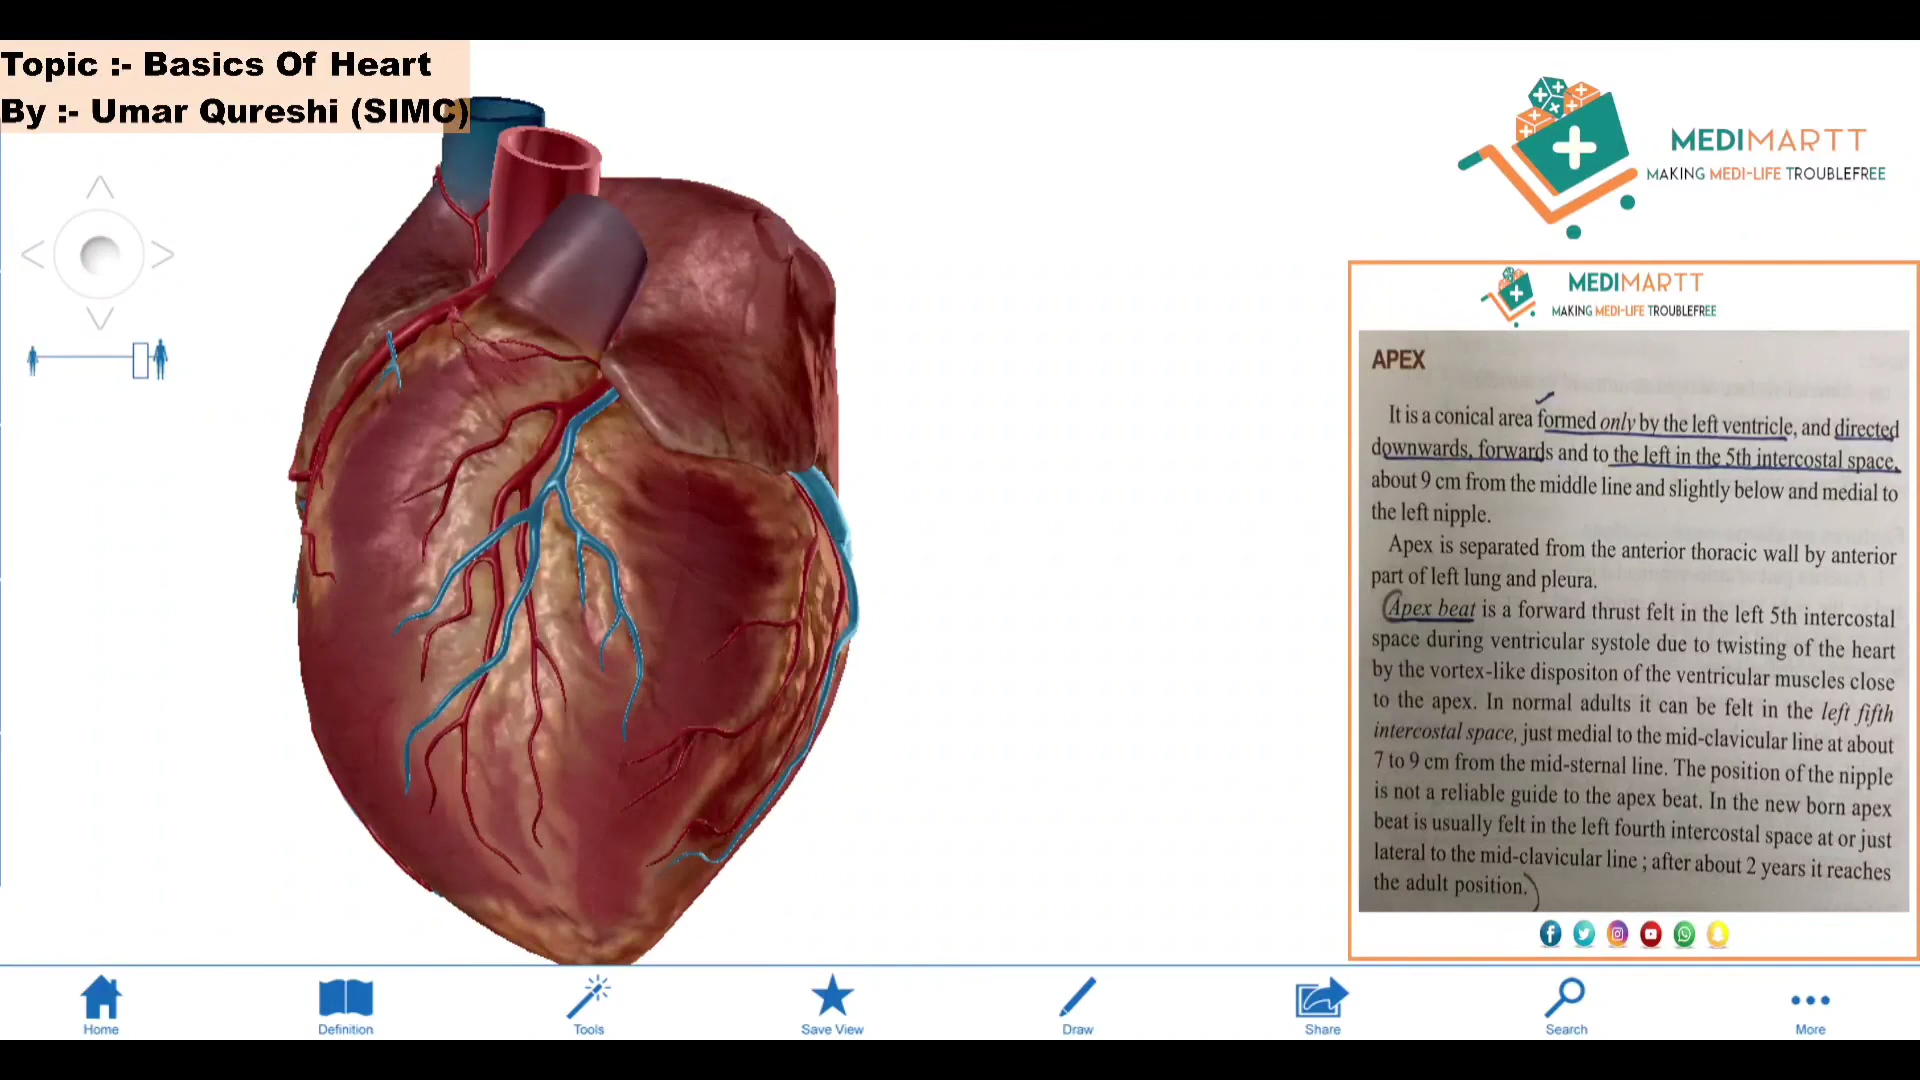 Topic :- Basics Of Heart
By :- Umar Qureshi (SIMC)
MEDIMARTT
MAKING MEDI-LIFE TROUBLEFREE
MEDIMARTT
MAKING MEDI-LIFE TROUBLEFREE
APEX
It is a conical area formed only by the left ventricle, and directed
downwards, forwards and to the left in the 5th intercostal space,
about 9 cm from the middle line and slightly below and medial to
the left nipple.
Apex is separated from the anterior thoracic wall by anterior
part of left lung and pleura.
Apex beat is a forward thrust felt in the left 5th intercostal
space during ventricular systole due to twisting of the heart
by the vortex-like dispositon of the ventricular muscles close
to the apex. In normal adults it can be felt in the left fifth
intercostal space, just medial to the mid-clavicular line at about
7 to 9 cm from the mid-sternal line. The position of the nipple
is not a reliable guide to the apex beat. In the new born apex
beat is usually felt in the left fourth intercostal space at or just
lateral to the mid-clavicular line ; after about 2 years it reaches
the adult position.
Home
Definition
Tools
Save View
Draw
Share
Search
More